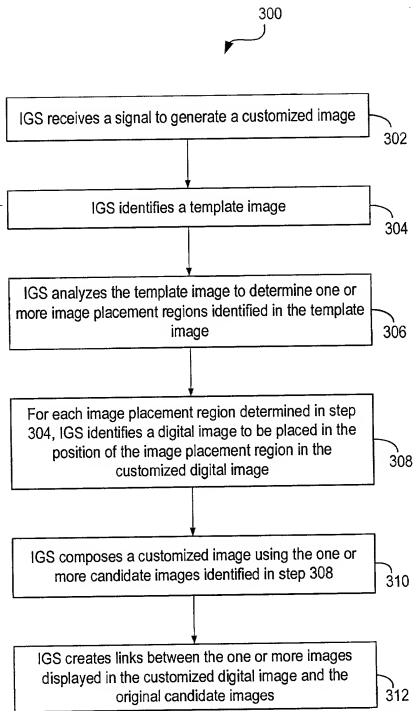 300
IGS receives a signal to generate a customized image
302
IGS identifies a template image
304
IGS analyzes the template image to determine one or
more image placement regions identified in the template
image
306
For each image placement region determined in step
304, IGS identifies a digital image to be placed in the
position of the image placement region in the
customized digital image
308
IGS composes a customized image using the one or
more candidate images identified in step 308
310
IGS creates links between the one or more images
displayed in the customized digital image and the
original candidate images
312